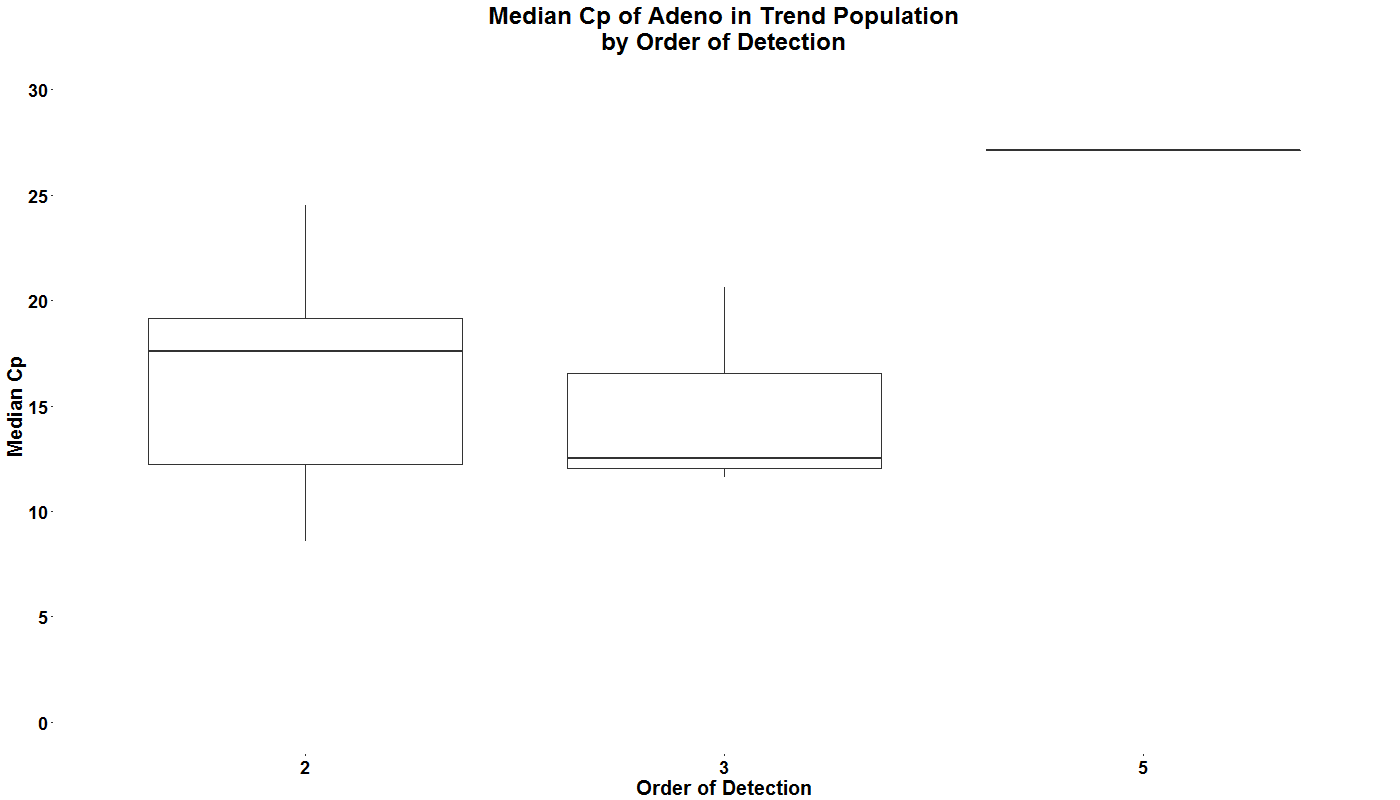 Median Cp of Adeno in Trend Population
by Order of Detection
30
25
20
15
10
5
0
Median Cp
2
3
5
Order of Detection